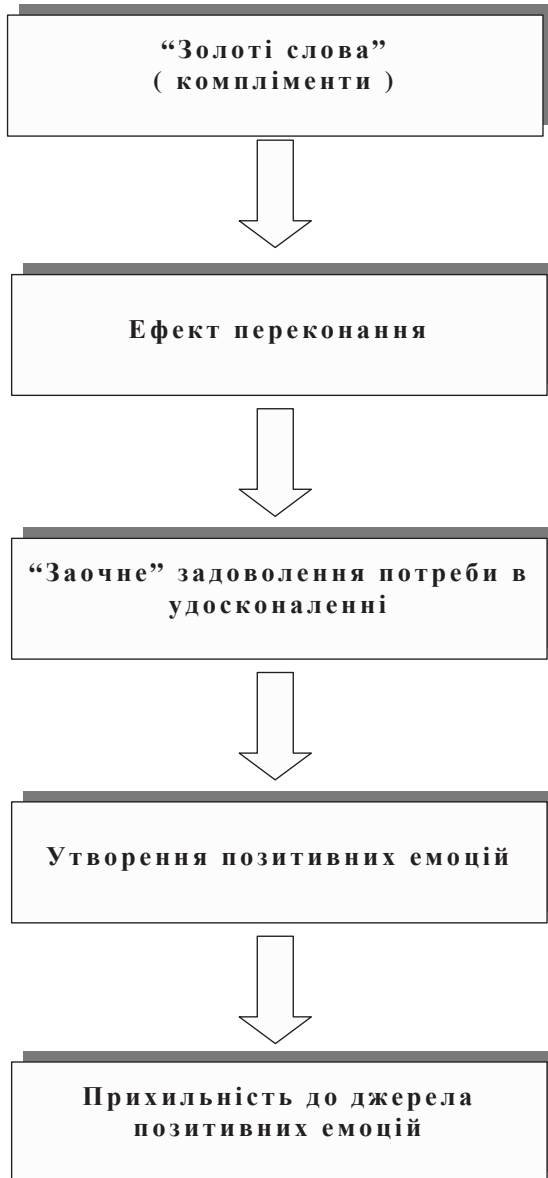 “Золоті слова”
( компліменти )
Ефект переконання
“Заочне” задоволення потреби в
удосконаленні
Утворення позитивних емоцій
Прихильність до джерела
позитивних емоцій